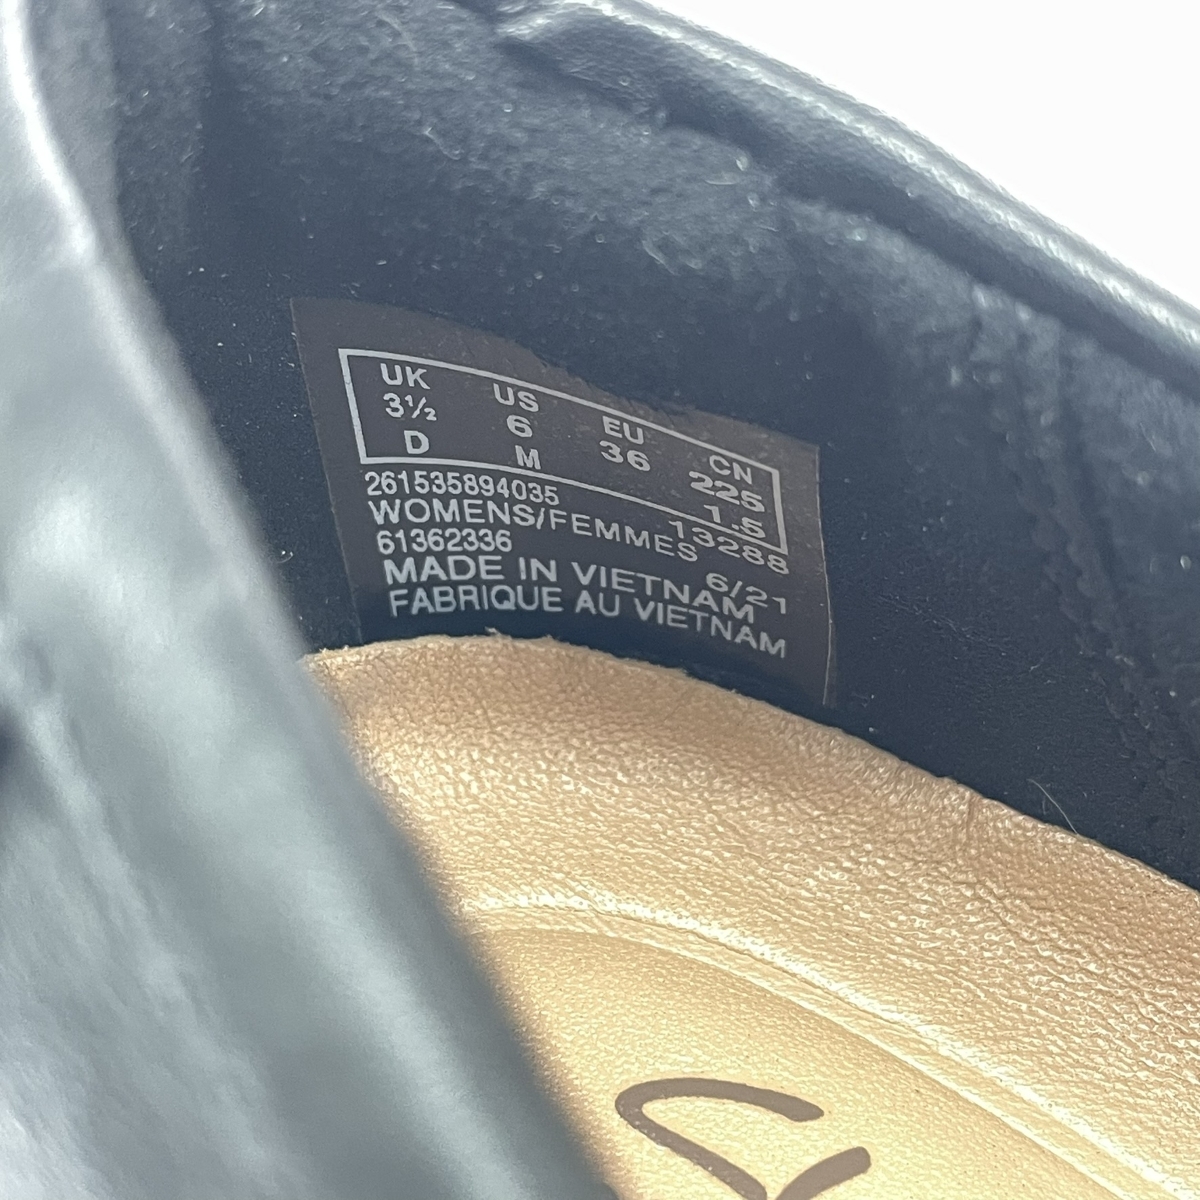 UK US EU CN
3½ 6 36 225
D M 1.5
261535894035 13288
WOMENS/FEMMES
61362336 6/21
MADE IN VIETNAM
FABRIQUE AU VIETNAM